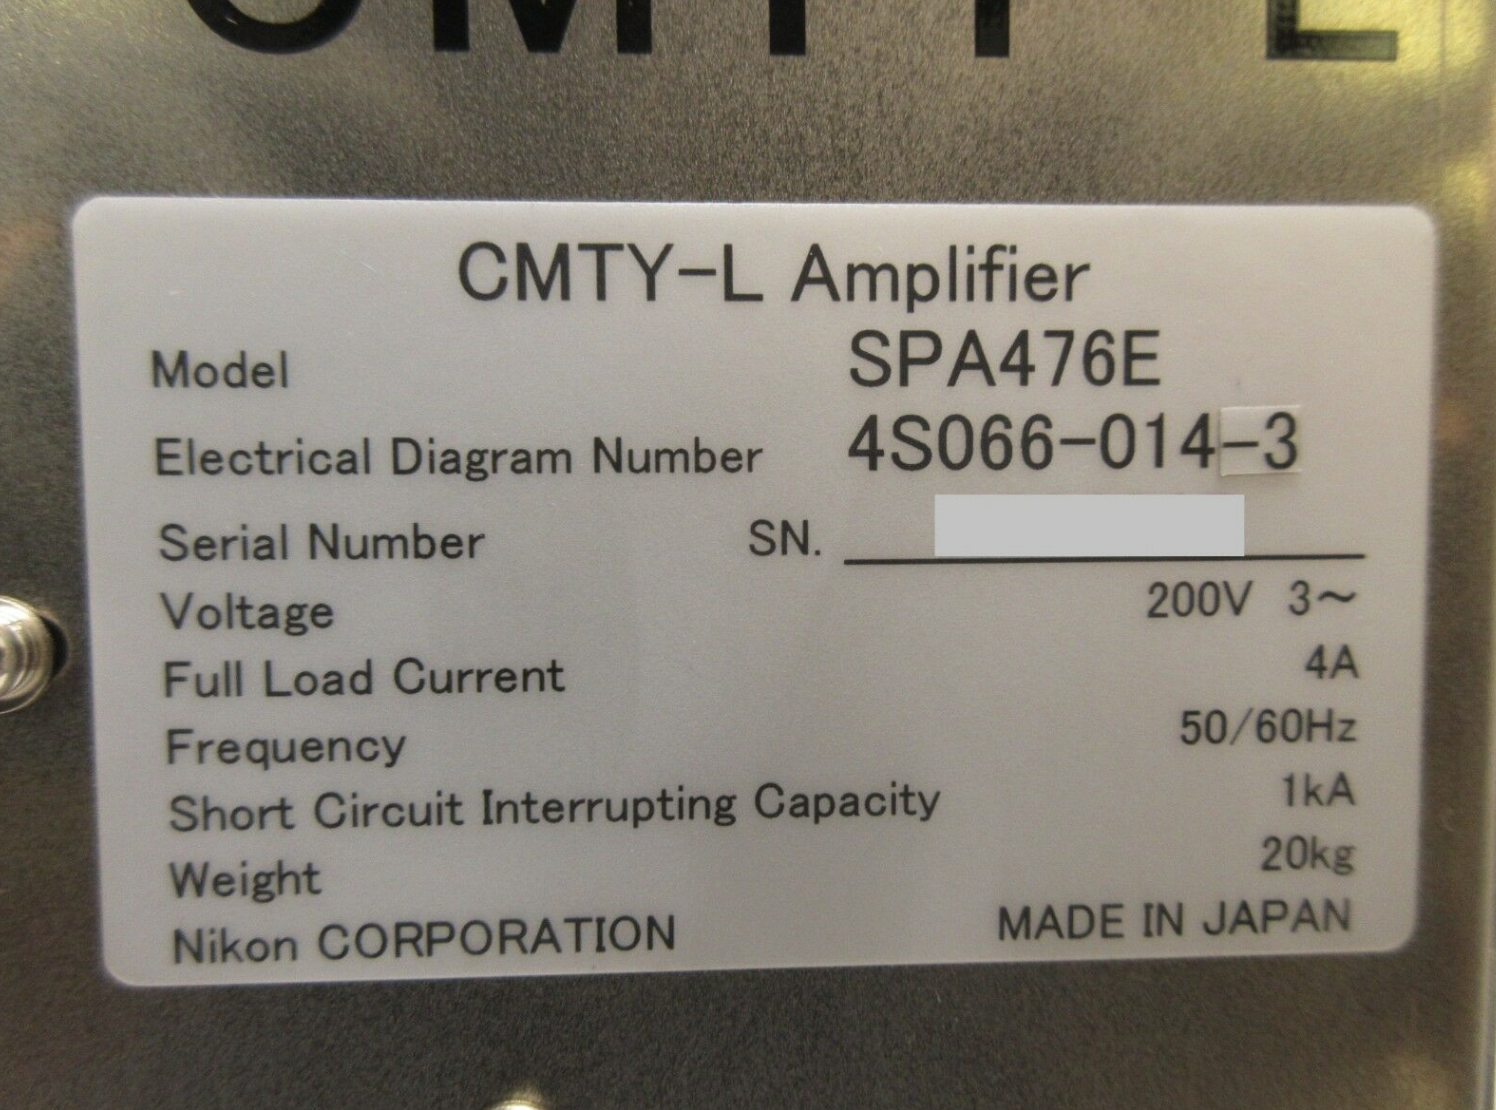 CMTY L
CMTY-L Amplifier
Model SPA476E
Electrical Diagram Number 4S066-014-3
Serial Number SN.
Voltage 200V 3~
Full Load Current 4A
Frequency 50/60Hz
Short Circuit Interrupting Capacity 1kA
Weight 20kg
Nikon CORPORATION MADE IN JAPAN